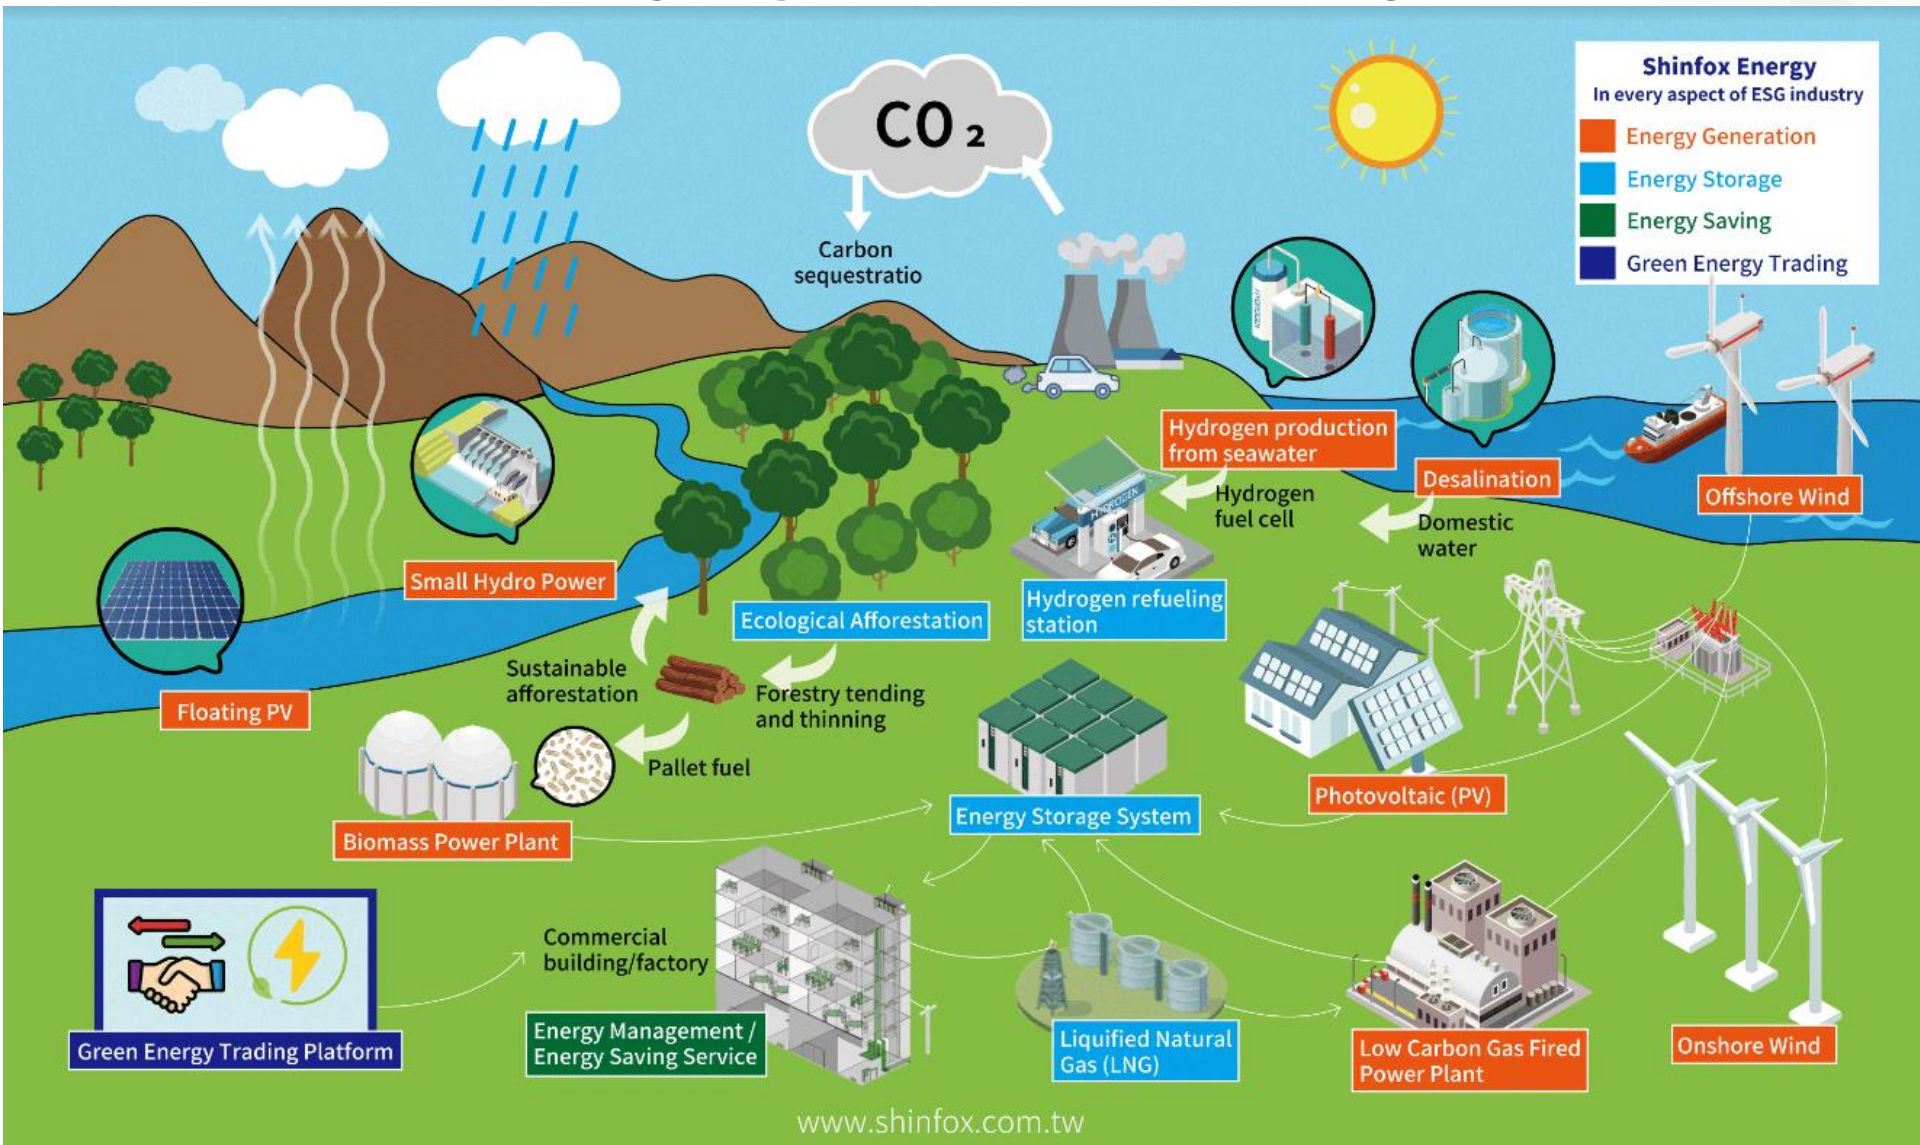 CO₂
Shinfox Energy
In every aspect of ESG industry
Energy Generation
Energy Storage
Energy Saving
Green Energy Trading
Carbon
sequestratio
HYDROGEN
Hydrogen production
from seawater
Desalination
Offshore Wind
HYDROGEN
Hydrogen
fuel cell
Domestic
water
Small Hydro Power
Ecological Afforestation
Hydrogen refueling
station
Sustainable
afforestation
Forestry tending
and thinning
Floating PV
Pallet fuel
Photovoltaic (PV)
Energy Storage System
Biomass Power Plant
Commercial
building/factory
Energy Management /
Energy Saving Service
Green Energy Trading Platform
Liquified Natural
Gas (LNG)
Low Carbon Gas Fired
Power Plant
Onshore Wind
www.shinfox.com.tw